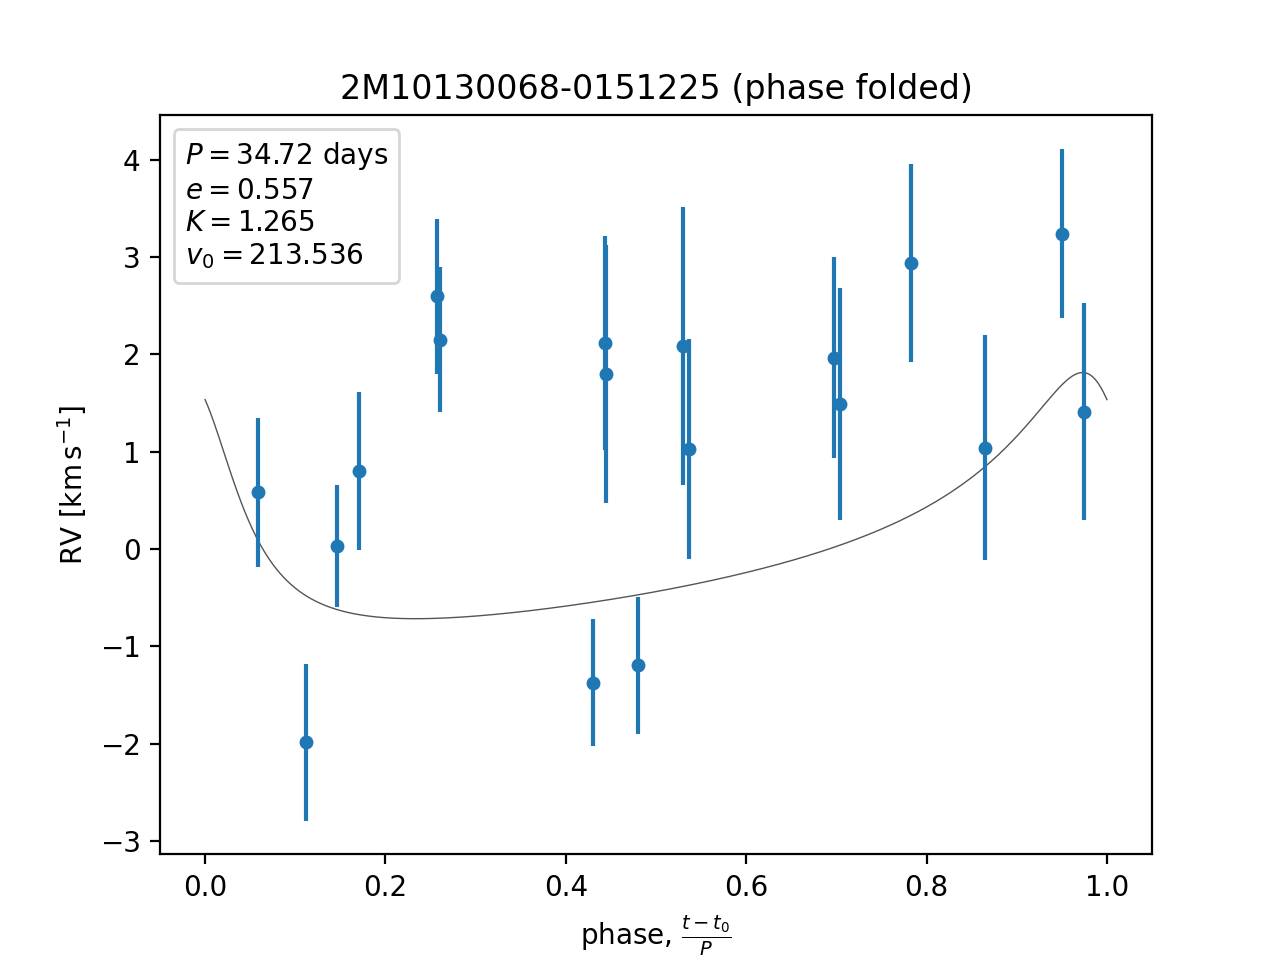 2M10130068-0151225 (phase folded)
P = 34.72 days
e = 0.557
K = 1.265
v₀ = 213.536
4
3
2
1
0
−1
−2
−3
RV [km s⁻¹]
0.0 0.2 0.4 0.6 0.8 1.0
phase, (t − t₀)/P